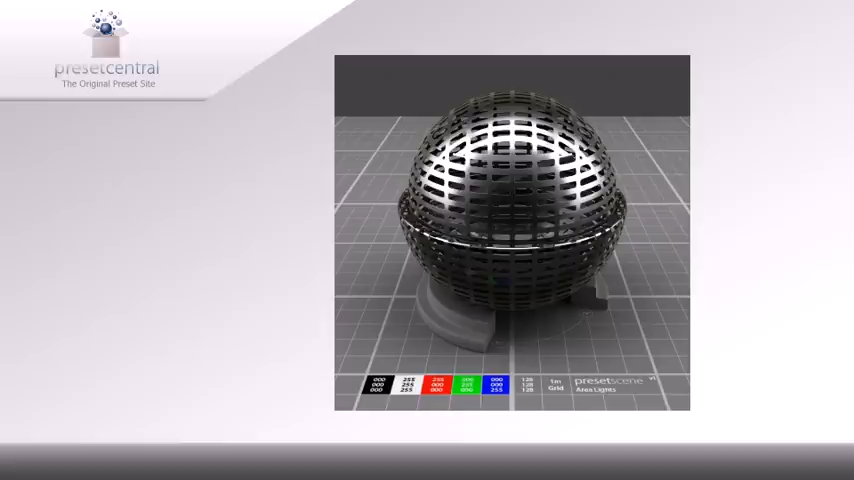 presetcentral
The Original Preset Site
000 255 255 000 000 128
000 255 000 255 000 128
000 255 000 000 255 128
1m
Grid
presetscene v1
Area Lights